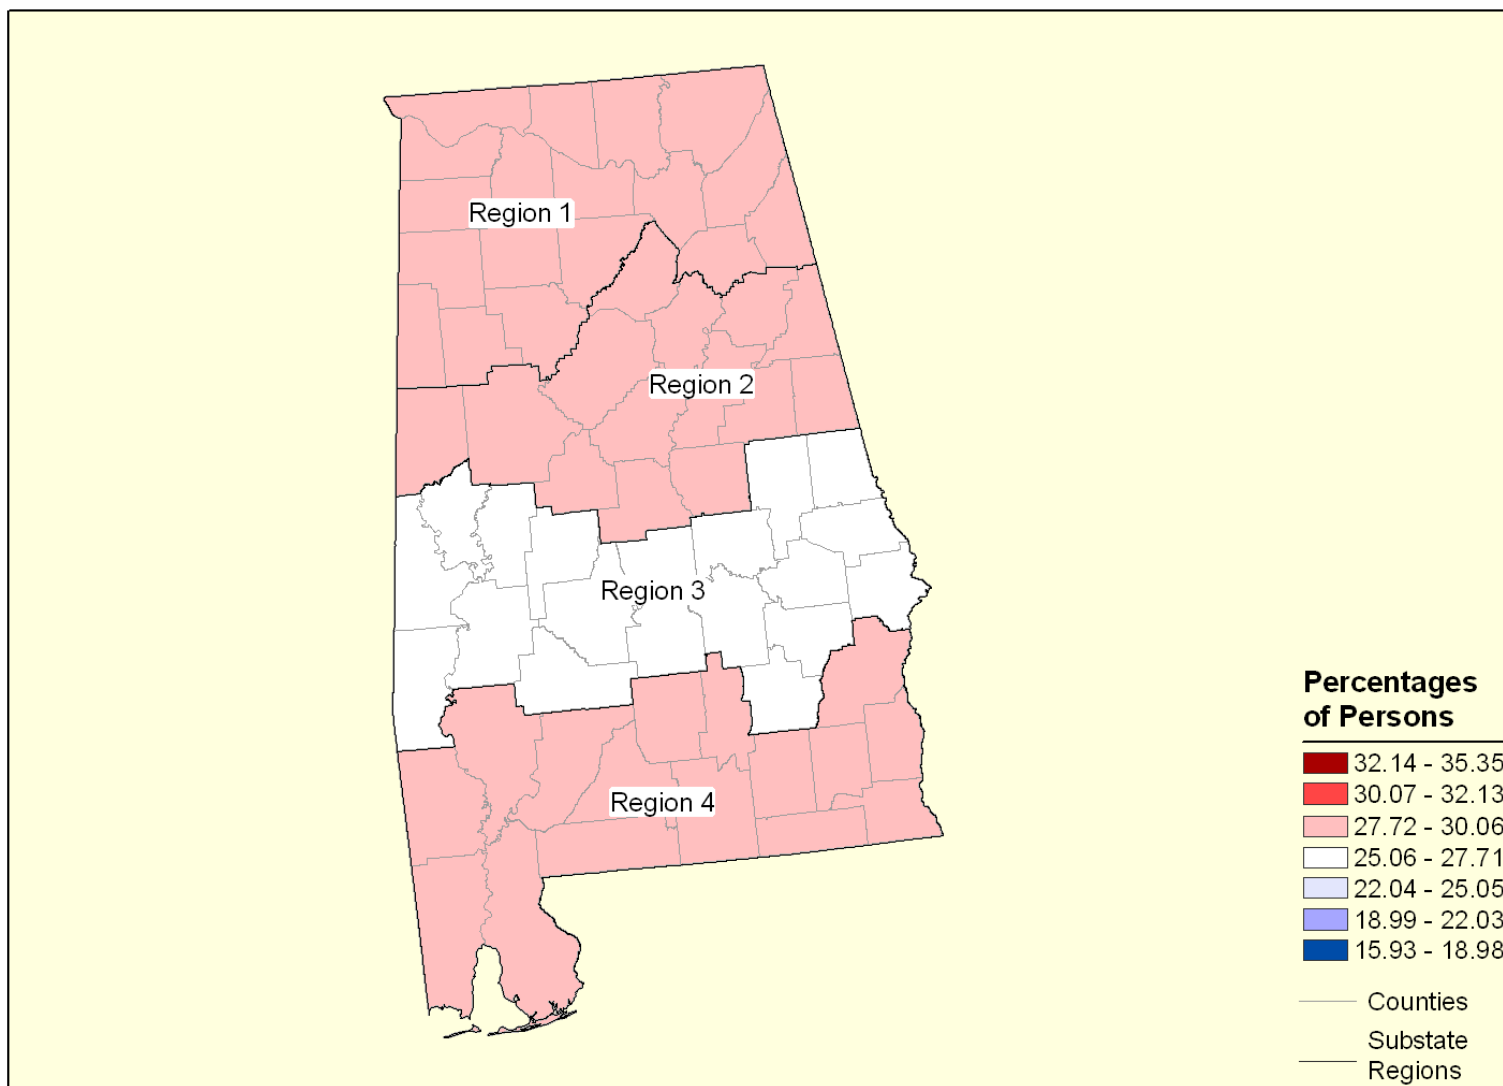 Region 1
Region 2
Region 3
Region 4
Percentages
of Persons
32.14 - 35.35
30.07 - 32.13
27.72 - 30.06
25.06 - 27.71
22.04 - 25.05
18.99 - 22.03
15.93 - 18.98
Counties
Substate
Regions